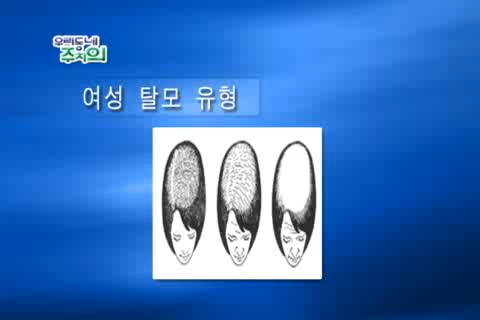 우리동네
주치의
여성 탈모 유형